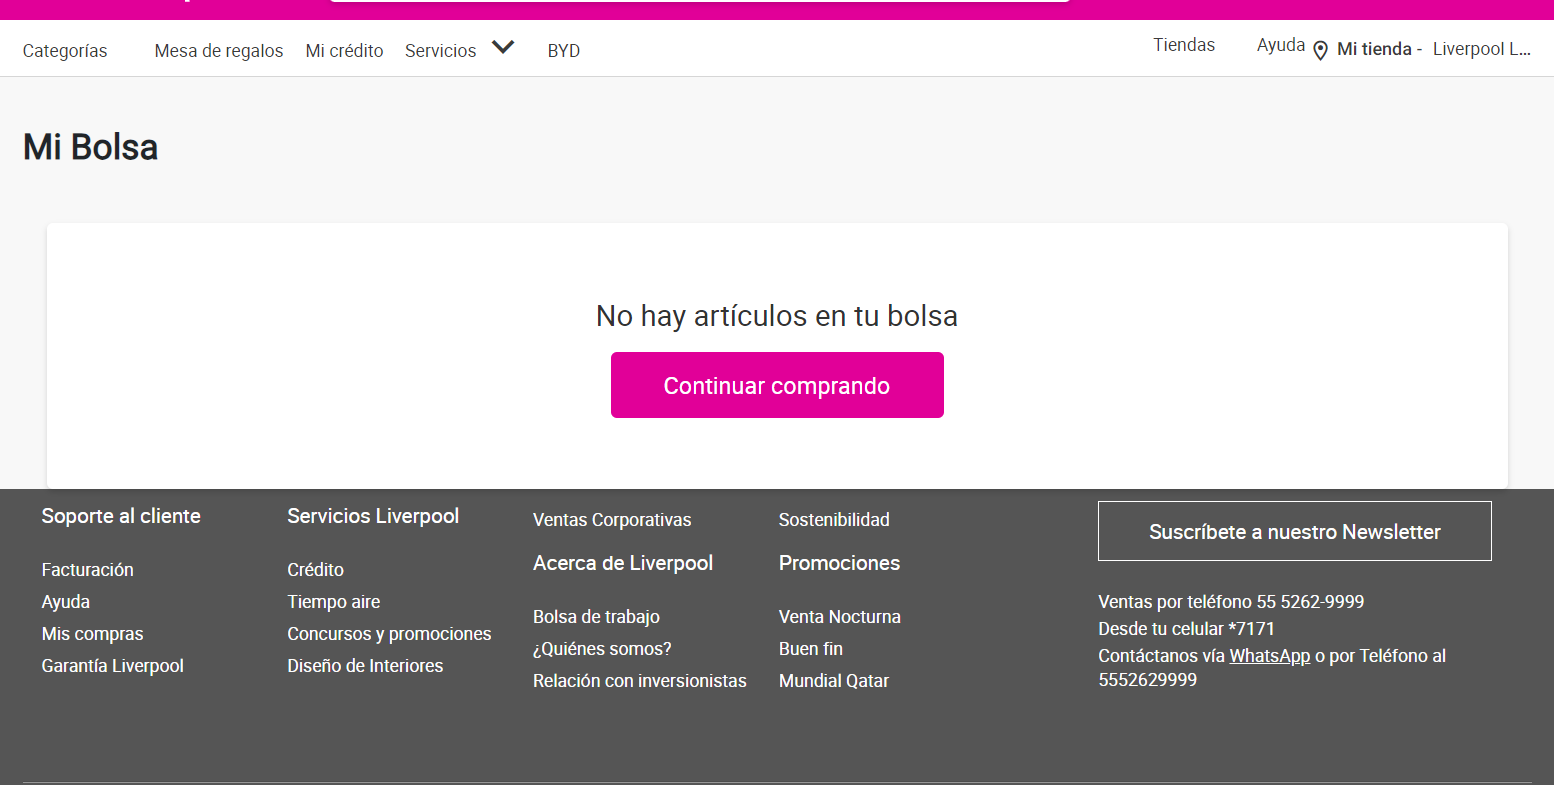 Categorías Mesa de regalos Mi crédito Servicios BYD Tiendas Ayuda Mi tienda - Liverpool L...
Mi Bolsa
No hay artículos en tu bolsa
Continuar comprando
Soporte al cliente
Facturación
Ayuda
Mis compras
Garantía Liverpool
Servicios Liverpool
Crédito
Tiempo aire
Concursos y promociones
Diseño de Interiores
Ventas Corporativas
Acerca de Liverpool
Bolsa de trabajo
¿Quiénes somos?
Relación con inversionistas
Sostenibilidad
Promociones
Venta Nocturna
Buen fin
Mundial Qatar
Suscríbete a nuestro Newsletter
Ventas por teléfono 55 5262-9999
Desde tu celular *7171
Contáctanos vía WhatsApp o por Teléfono al
5552629999